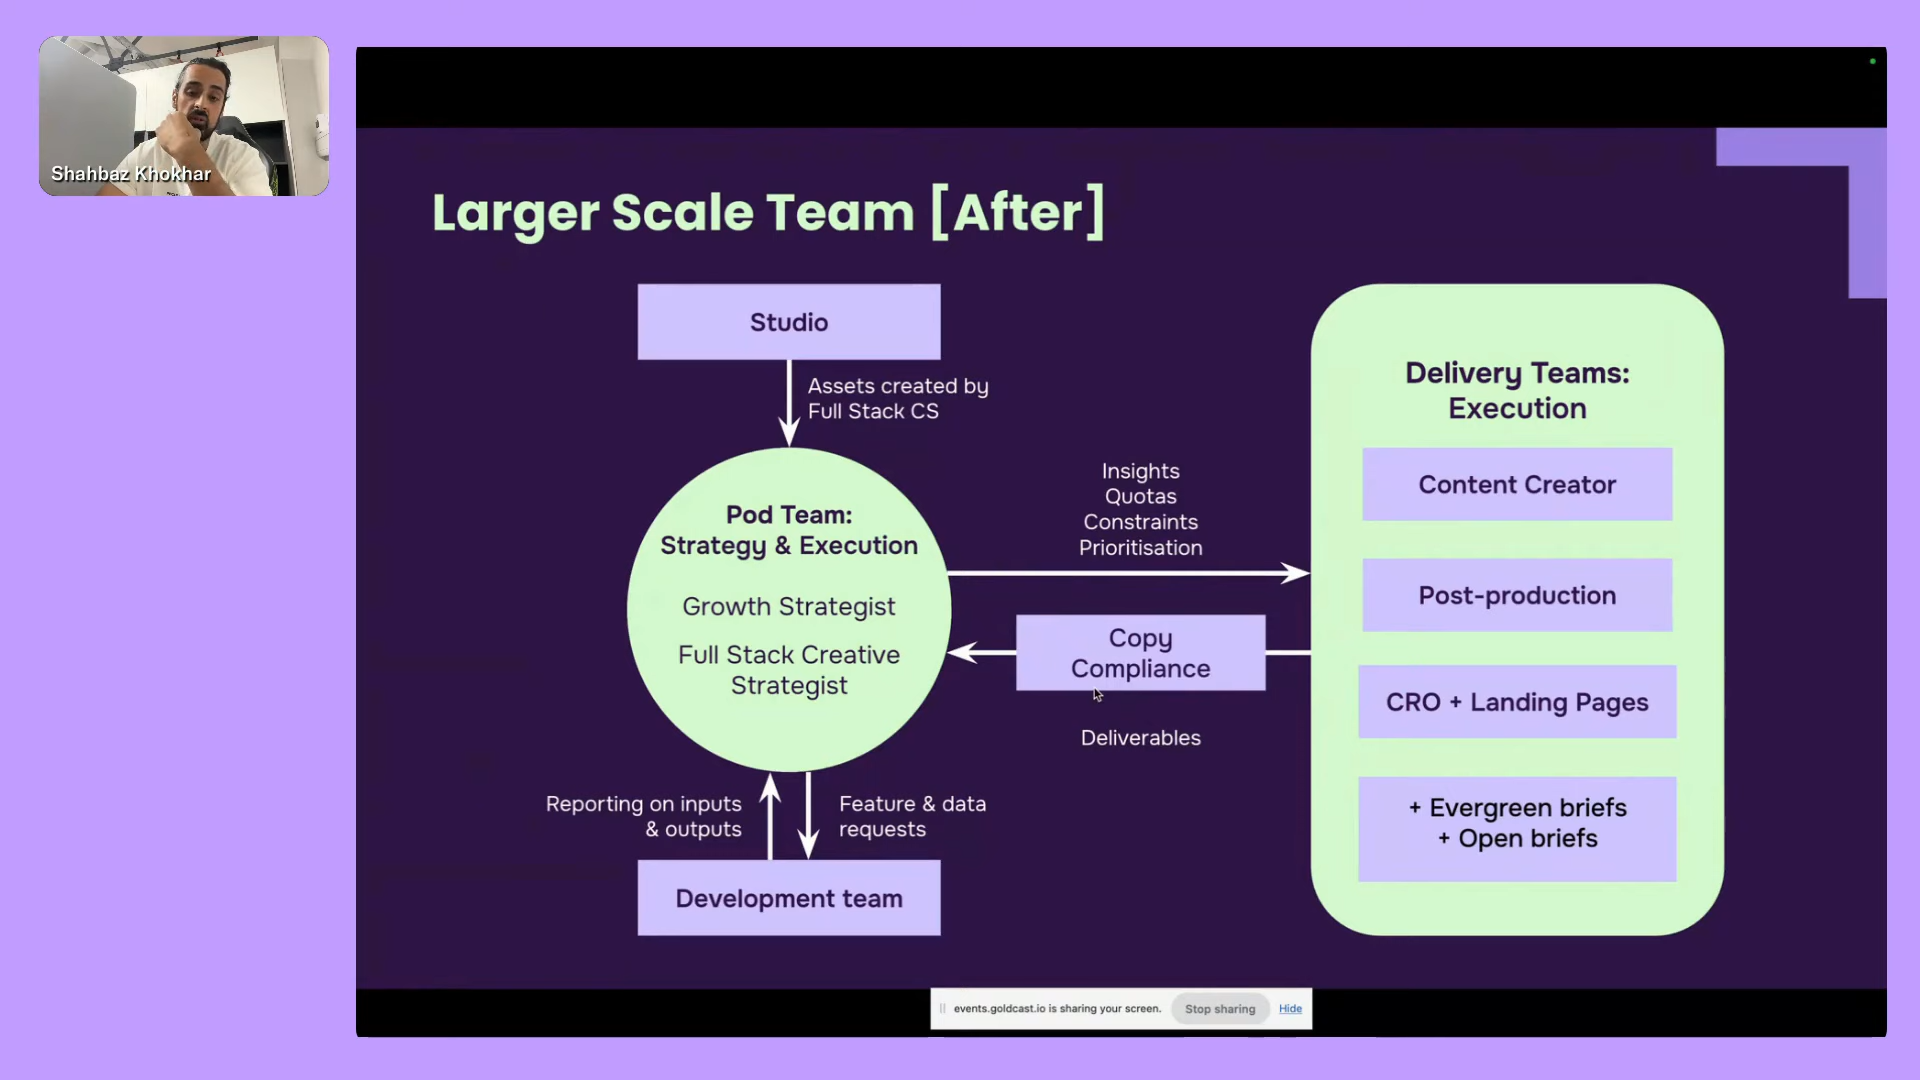 Shahbaz Khokhar
Larger Scale Team [After]
Studio
Assets created by
Full Stack CS
Pod Team:
Strategy & Execution
Growth Strategist
Full Stack Creative
Strategist
Insights
Quotas
Constraints
Prioritisation
Copy
Compliance
Deliverables
Reporting on inputs
& outputs
Feature & data
requests
Development team
Delivery Teams:
Execution
Content Creator
Post-production
CRO + Landing Pages
+ Evergreen briefs
+ Open briefs
events.goldcast.io is sharing your screen.
Stop sharing
Hide